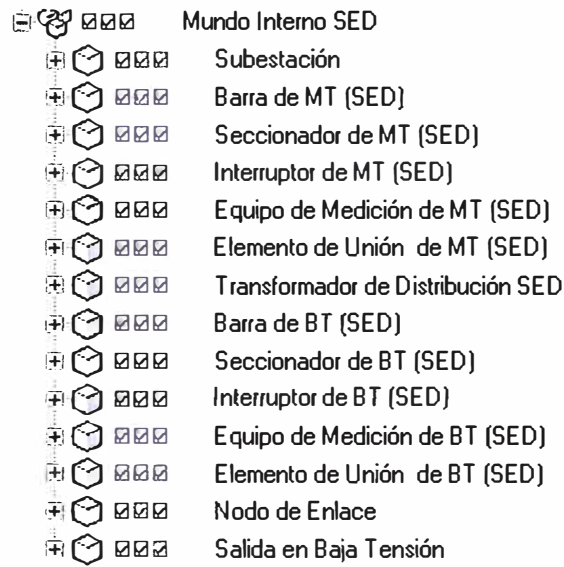 Mundo Interno SED
Subestación
Barra de MT (SED)
Seccionador de MT (SED)
Interruptor de MT (SED)
Equipo de Medición de MT (SED)
Elemento de Unión de MT (SED)
Transformador de Distribución SED
Barra de BT (SED)
Seccionador de BT (SED)
Interruptor de BT (SED)
Equipo de Medición de BT (SED)
Elemento de Unión de BT (SED)
Nodo de Enlace
Salida en Baja Tensión